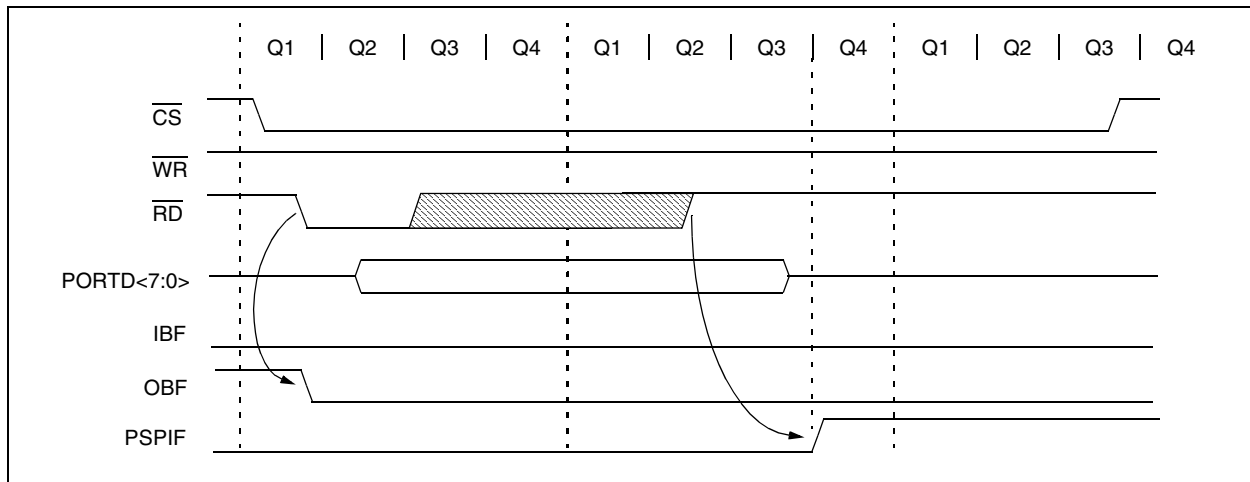 Q1 | Q2 | Q3 | Q4 | Q1 | Q2 | Q3 | Q4 | Q1 | Q2 | Q3 | Q4
CS
WR
RD
PORTD<7:0>
IBF
OBF
PSPIF